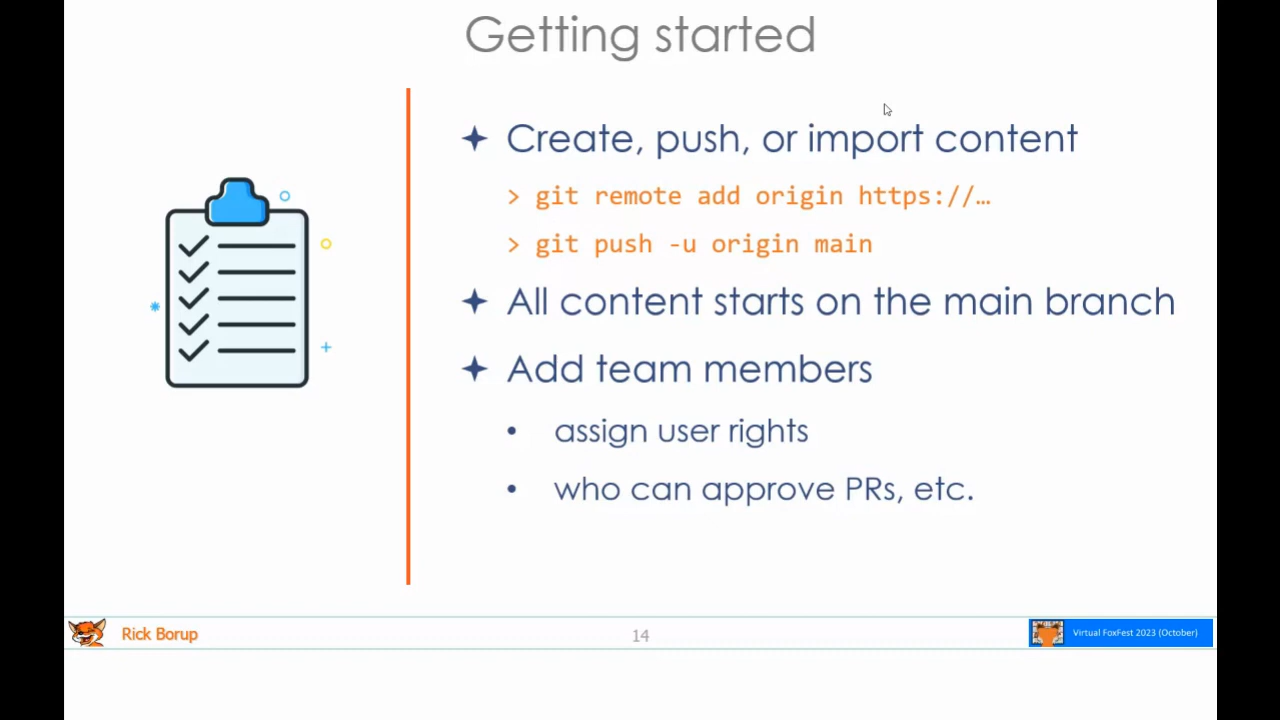 Getting started
Create, push, or import content
> git remote add origin https://…
> git push -u origin main
All content starts on the main branch
Add team members
• assign user rights
• who can approve PRs, etc.
Rick Borup
14
Virtual FoxFest 2023 (October)